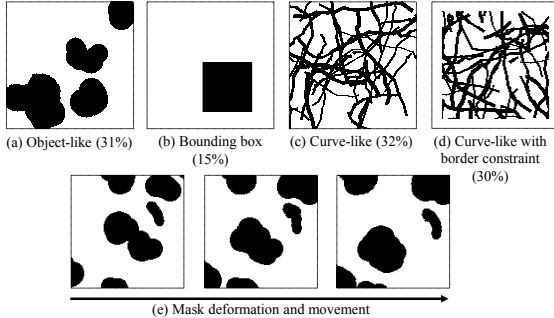 (a) Object-like (31%)
(b) Bounding box
(15%)
(c) Curve-like (32%)
(d) Curve-like with
border constraint
(30%)
(e) Mask deformation and movement